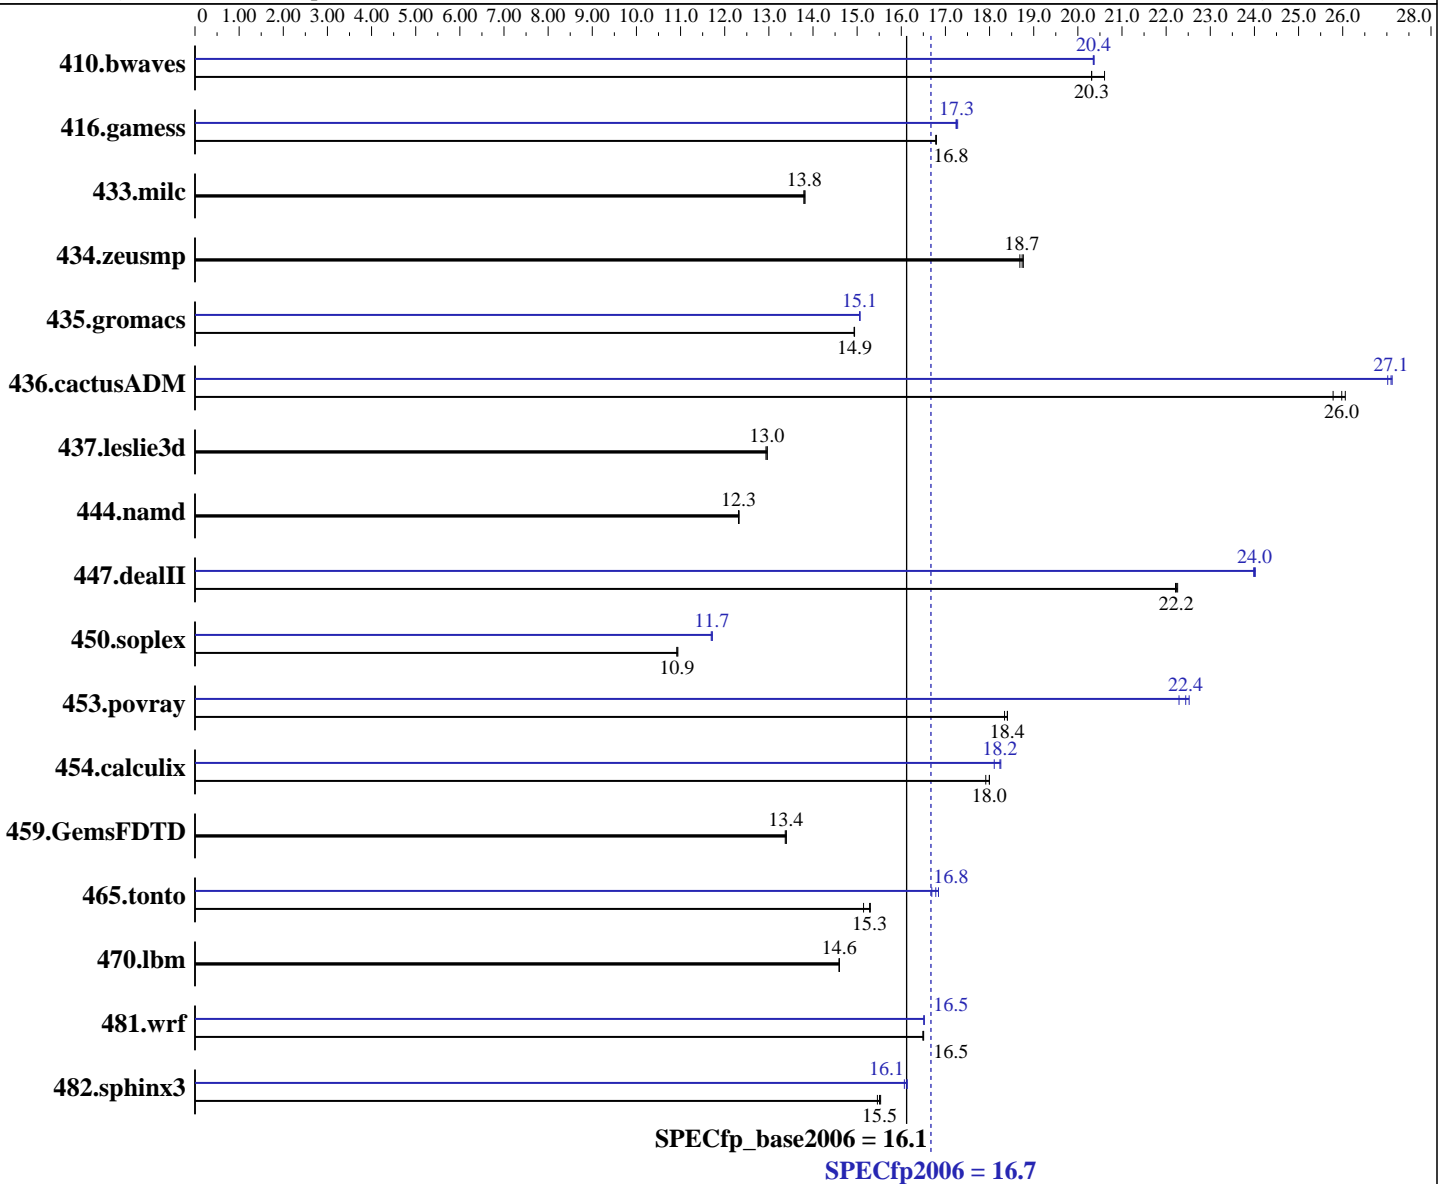 0 1.00 2.00 3.00 4.00 5.00 6.00 7.00 8.00 9.00 10.0 11.0 12.0 13.0 14.0 15.0 16.0 17.0 18.0 19.0 20.0 21.0 22.0 23.0 24.0 25.0 26.0 28.0
20.4
410.bwaves
20.3
17.3
416.gamess
16.8
13.8
433.milc
18.7
434.zeusmp
15.1
435.gromacs
14.9
27.1
436.cactusADM
26.0
13.0
437.leslie3d
12.3
444.namd
24.0
447.dealII
22.2
11.7
450.soplex
10.9
22.4
453.povray
18.4
18.2
454.calculix
18.0
13.4
459.GemsFDTD
16.8
465.tonto
15.3
14.6
470.lbm
16.5
481.wrf
16.5
16.1
482.sphinx3
15.5
SPECfp_base2006 = 16.1
SPECfp2006 = 16.7